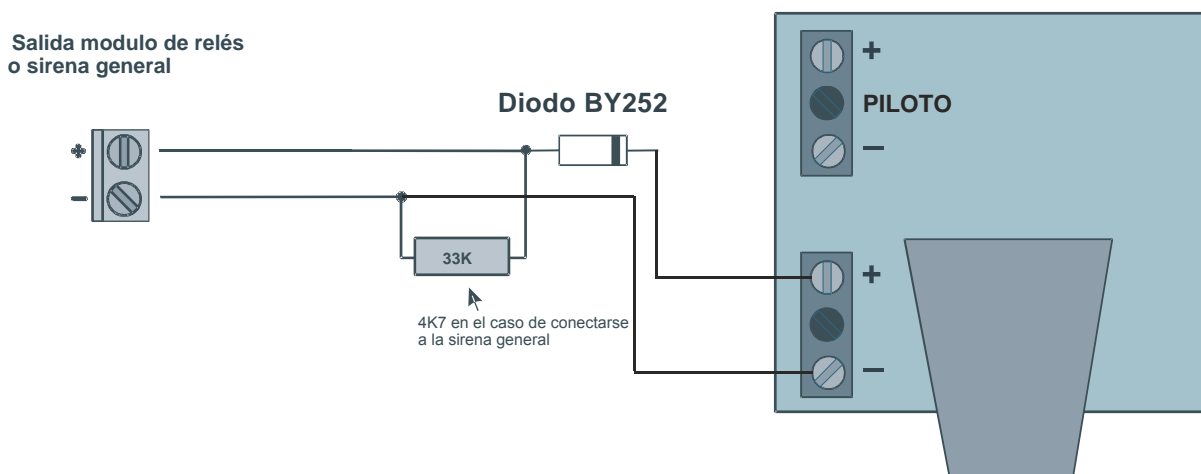 Salida modulo de relés
o sirena general
Diodo BY252
+
PILOTO
−
+
−
33K
4K7 en el caso de conectarse
a la sirena general
+
−